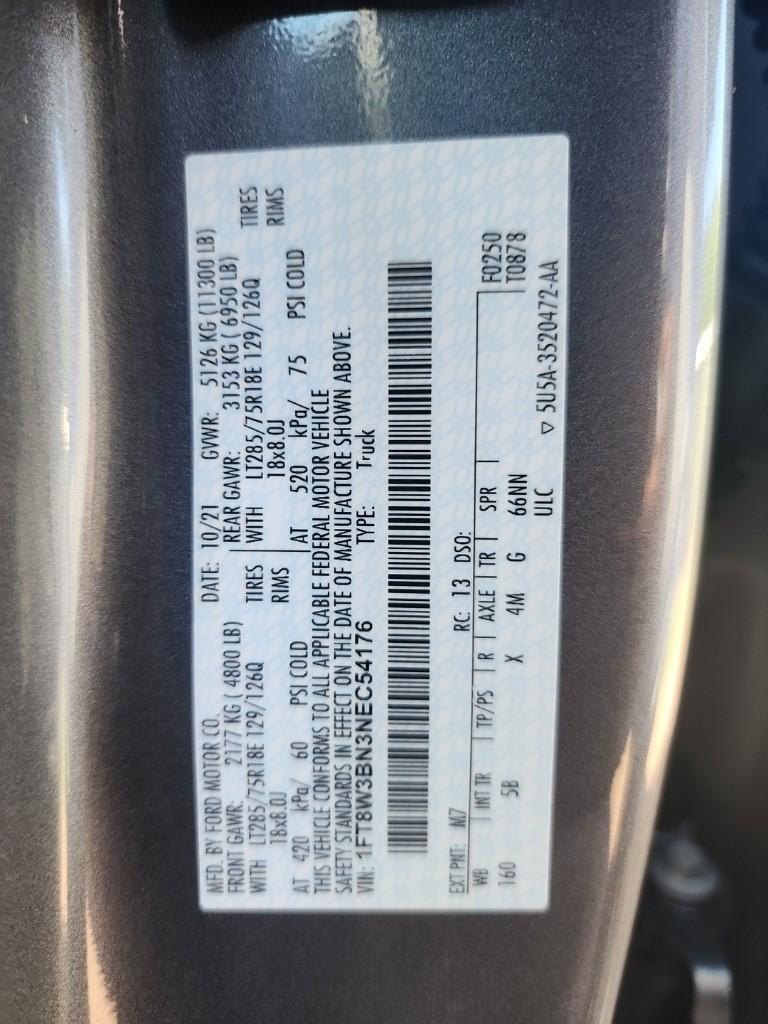 MFD. BY FORD MOTOR CO.
DATE: 10/21 GVWR: 5126 KG (11300 LB)
FRONT GAWR: 2177 KG ( 4800 LB)
REAR GAWR: 3153 KG ( 6950 LB)
WITH LT285/75R18E 129/126Q TIRES
WITH LT285/75R18E 129/126Q TIRES
18x8.0J RIMS
18x8.0J RIMS
AT 420 kPa/ 60 PSI COLD
AT 520 kPa/ 75 PSI COLD
THIS VEHICLE CONFORMS TO ALL APPLICABLE FEDERAL MOTOR VEHICLE
SAFETY STANDARDS IN EFFECT ON THE DATE OF MANUFACTURE SHOWN ABOVE.
VIN: 1FT8W3BN3NEC54176 TYPE: Truck
EXT PNT: M7 RC: 13 DSO:
WB INT TR TP/PS R AXLE TR SPR F0250
160 5B X 4M G 66NN T0878
ULC
▽ 5U5A-3520472-AA